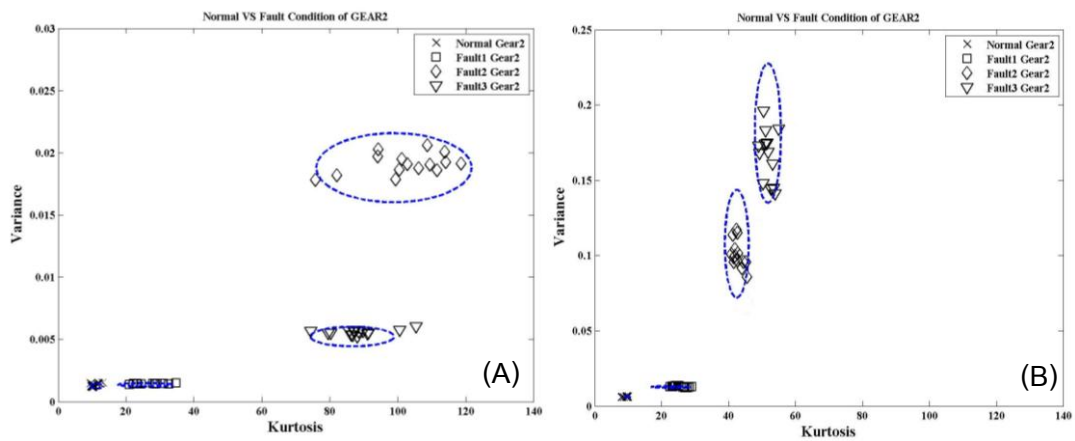 Normal VS Fault Condition of GEAR2
0.03
0.025
0.02
0.015
0.01
0.005
0
Variance
Normal Gear2
Fault1 Gear2
Fault2 Gear2
Fault3 Gear2
(A)
0 20 40 60 80 100 120 140
Kurtosis
Normal VS Fault Condition of GEAR2
0.25
0.2
0.15
0.1
0.05
0
Variance
Normal Gear2
Fault1 Gear2
Fault2 Gear2
Fault3 Gear2
(B)
0 20 40 60 80 100 120 140
Kurtosis